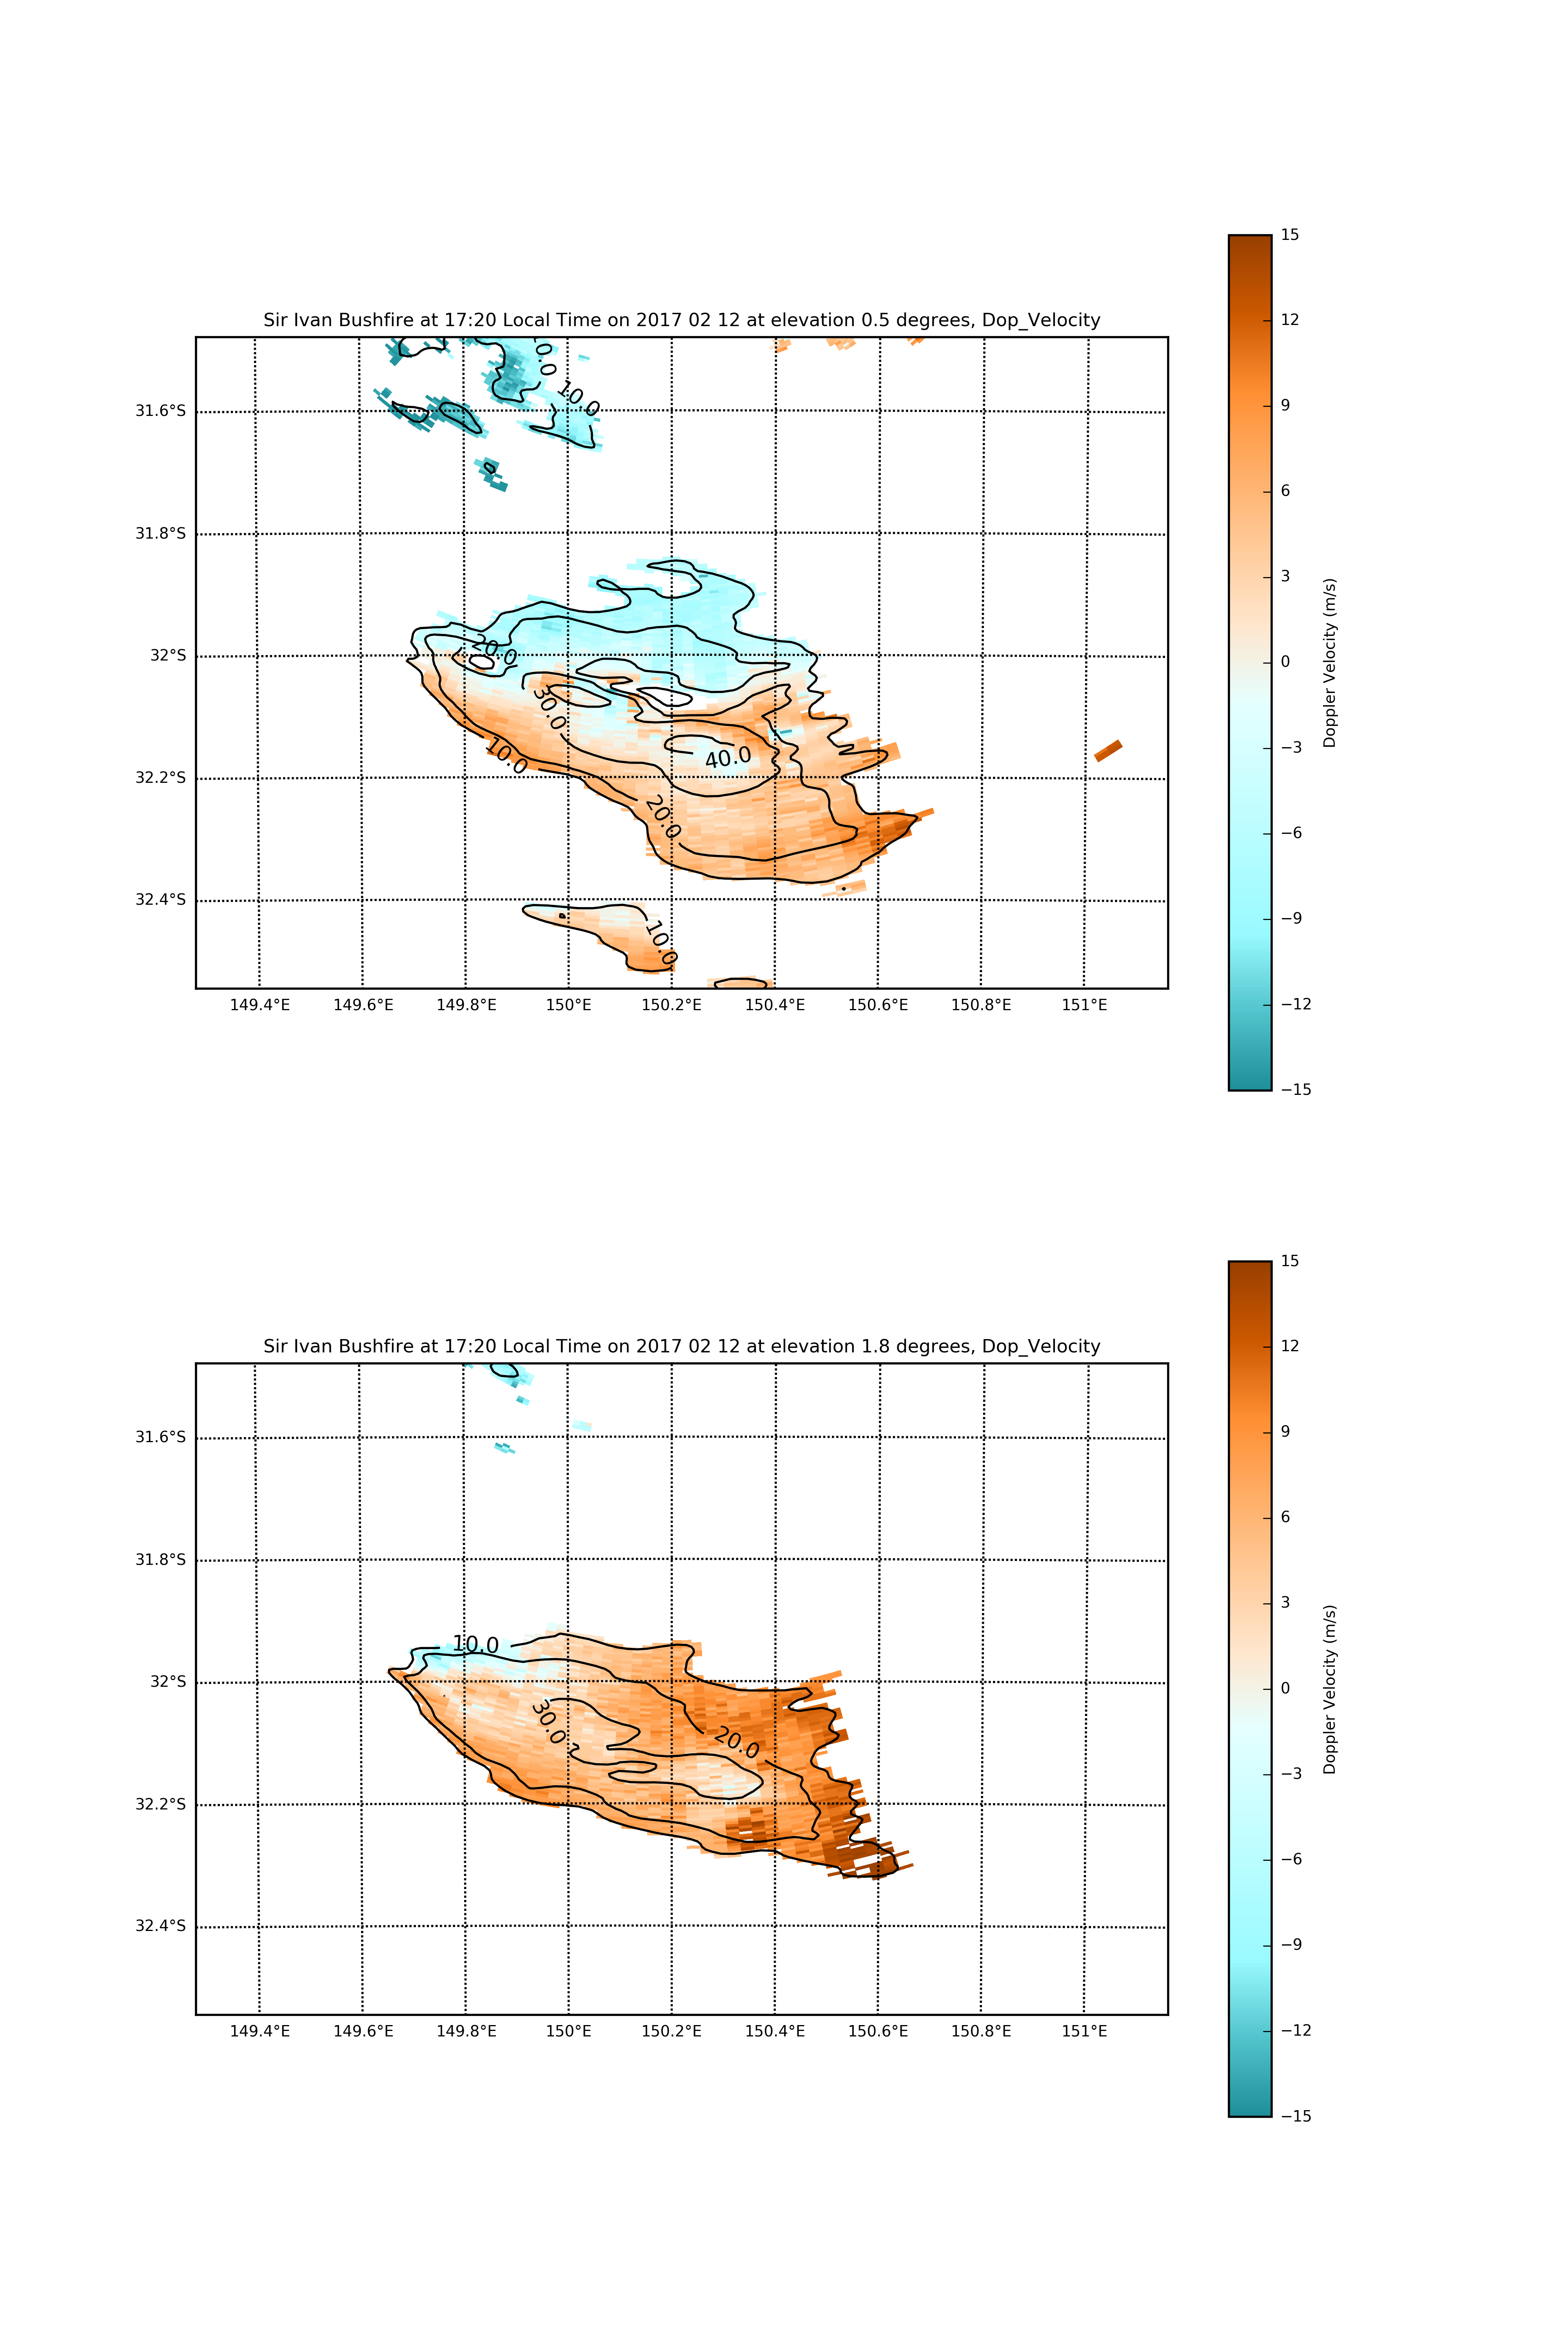 Sir Ivan Bushfire at 17:20 Local Time on 2017 02 12 at elevation 0.5 degrees, Dop_Velocity
31.6°S
31.8°S
32°S
32.2°S
32.4°S
149.4°E 149.6°E 149.8°E 150°E 150.2°E 150.4°E 150.6°E 150.8°E 151°E
10.0
20.0
30.0
10.0
40.0
20.0
10.0
15
12
9
6
3
0
−3
−6
−9
−12
−15
Doppler Velocity (m/s)
Sir Ivan Bushfire at 17:20 Local Time on 2017 02 12 at elevation 1.8 degrees, Dop_Velocity
31.6°S
31.8°S
32°S
32.2°S
32.4°S
149.4°E 149.6°E 149.8°E 150°E 150.2°E 150.4°E 150.6°E 150.8°E 151°E
10.0
30.0
20.0
15
12
9
6
3
0
−3
−6
−9
−12
−15
Doppler Velocity (m/s)